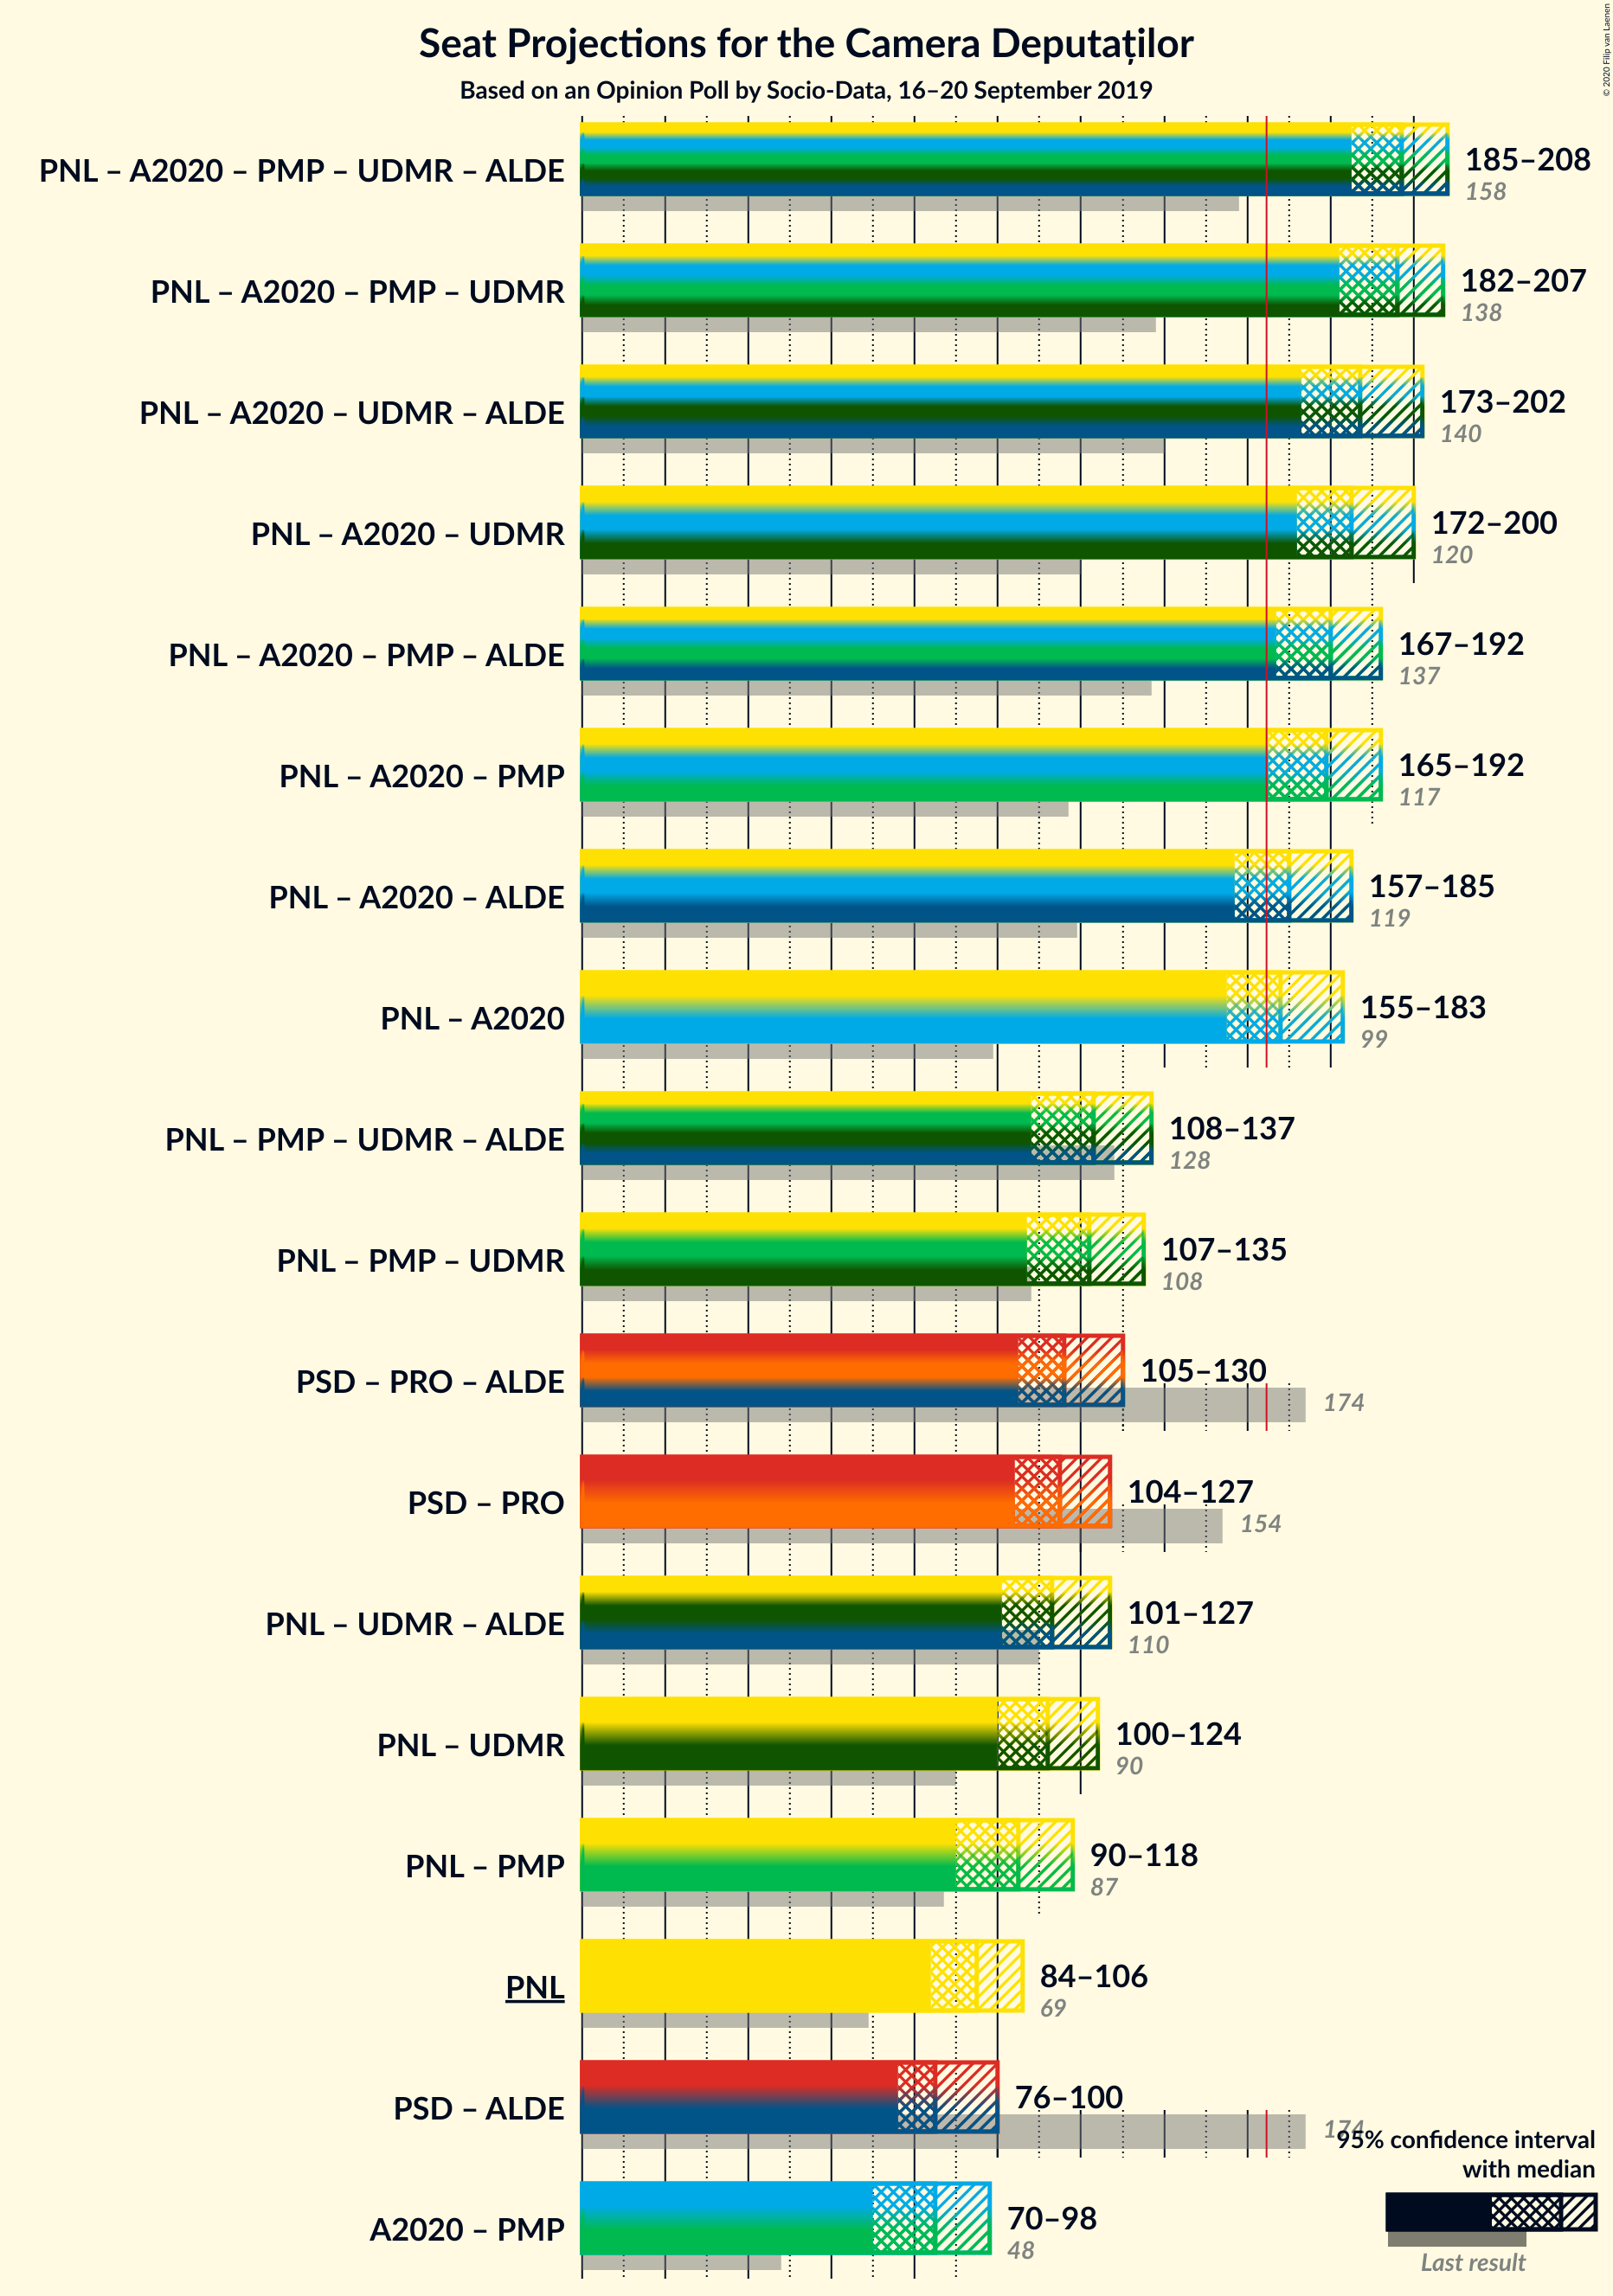 Seat Projections for the Camera Deputaților
Based on an Opinion Poll by Socio-Data, 16–20 September 2019
© 2020 Filip van Laenen
PNL – A2020 – PMP – UDMR – ALDE
185–208
158
PNL – A2020 – PMP – UDMR
182–207
138
PNL – A2020 – UDMR – ALDE
173–202
140
PNL – A2020 – UDMR
172–200
120
PNL – A2020 – PMP – ALDE
167–192
137
PNL – A2020 – PMP
165–192
117
PNL – A2020 – ALDE
157–185
119
PNL – A2020
155–183
99
PNL – PMP – UDMR – ALDE
108–137
128
PNL – PMP – UDMR
107–135
108
PSD – PRO – ALDE
105–130
174
PSD – PRO
104–127
154
PNL – UDMR – ALDE
101–127
110
PNL – UDMR
100–124
90
PNL – PMP
90–118
87
PNL
84–106
69
PSD – ALDE
76–100
174
A2020 – PMP
70–98
48
95% confidence interval
with median
Last result